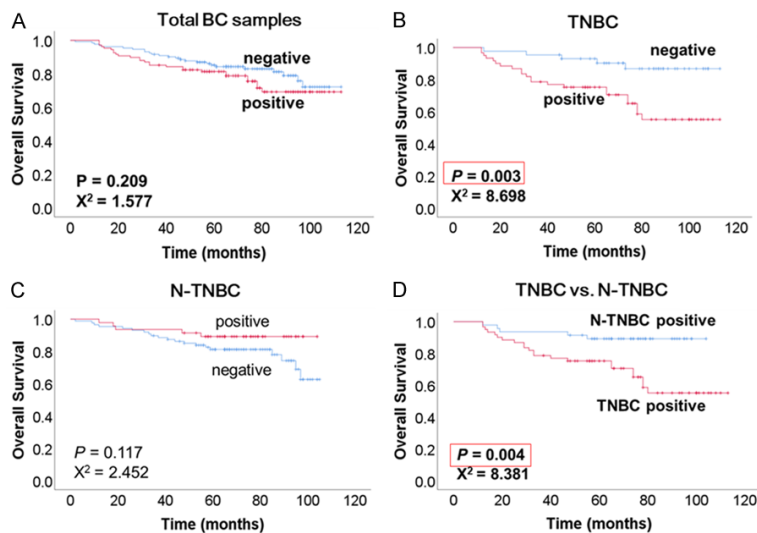 A
Total BC samples
Overall Survival
1.0
0.8
0.6
0.4
0.2
0.0
negative
positive
P = 0.209
X² = 1.577
0 20 40 60 80 100 120
Time (months)
B
TNBC
Overall Survival
1.0
0.8
0.6
0.4
0.2
0.0
negative
positive
P = 0.003
X² = 8.698
0 20 40 60 80 100 120
Time (months)
C
N-TNBC
Overall Survival
1.0
0.8
0.6
0.4
0.2
0.0
positive
negative
P = 0.117
X² = 2.452
0 20 40 60 80 100 120
Time (months)
D
TNBC vs. N-TNBC
Overall Survival
1.0
0.8
0.6
0.4
0.2
0.0
N-TNBC positive
TNBC positive
P = 0.004
X² = 8.381
0 20 40 60 80 100 120
Time (months)